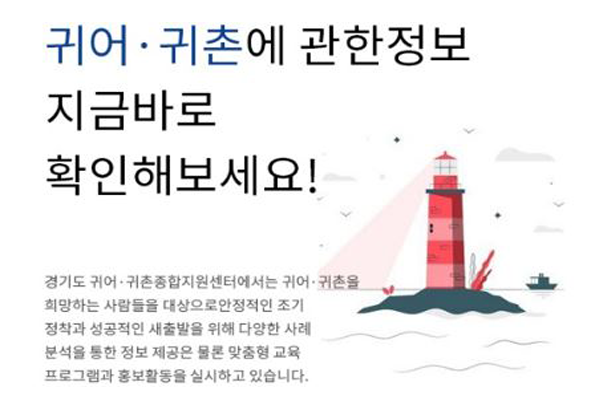 귀어·귀촌에 관한정보
지금바로
확인해보세요!
경기도 귀어·귀촌종합지원센터에서는 귀어·귀촌을
희망하는 사람들을 대상으로안정적인 조기
정착과 성공적인 새출발을 위해 다양한 사례
분석을 통한 정보 제공은 물론 맞춤형 교육
프로그램과 홍보활동을 실시하고 있습니다.